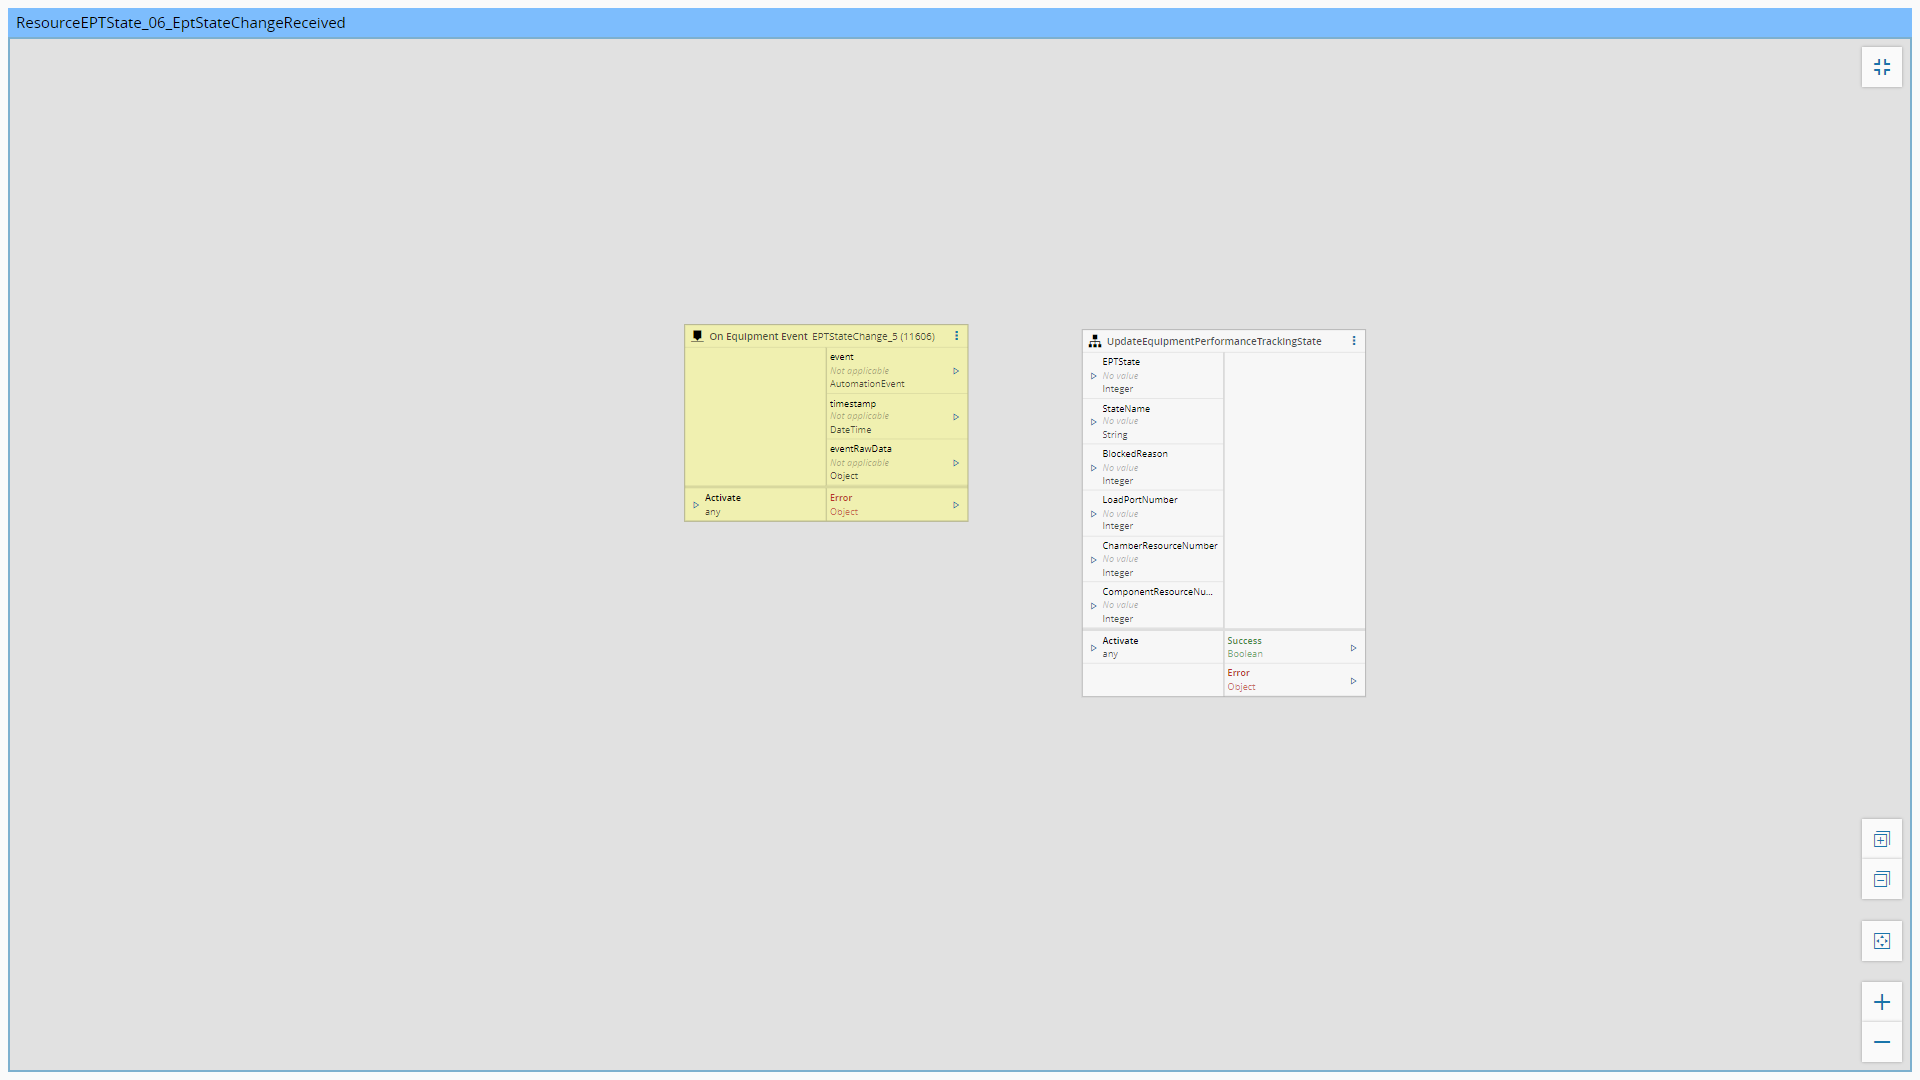 ResourceEPTState_06_EptStateChangeReceived
On Equipment Event EPTStateChange_5 (11606)
event
Not applicable
AutomationEvent
timestamp
Not applicable
DateTime
eventRawData
Not applicable
Object
Activate
any
Error
Object
UpdateEquipmentPerformanceTrackingState
EPTState
No value
Integer
StateName
No value
String
BlockedReason
No value
Integer
LoadPortNumber
No value
Integer
ChamberResourceNumber
No value
Integer
ComponentResourceNu...
No value
Integer
Activate
any
Success
Boolean
Error
Object